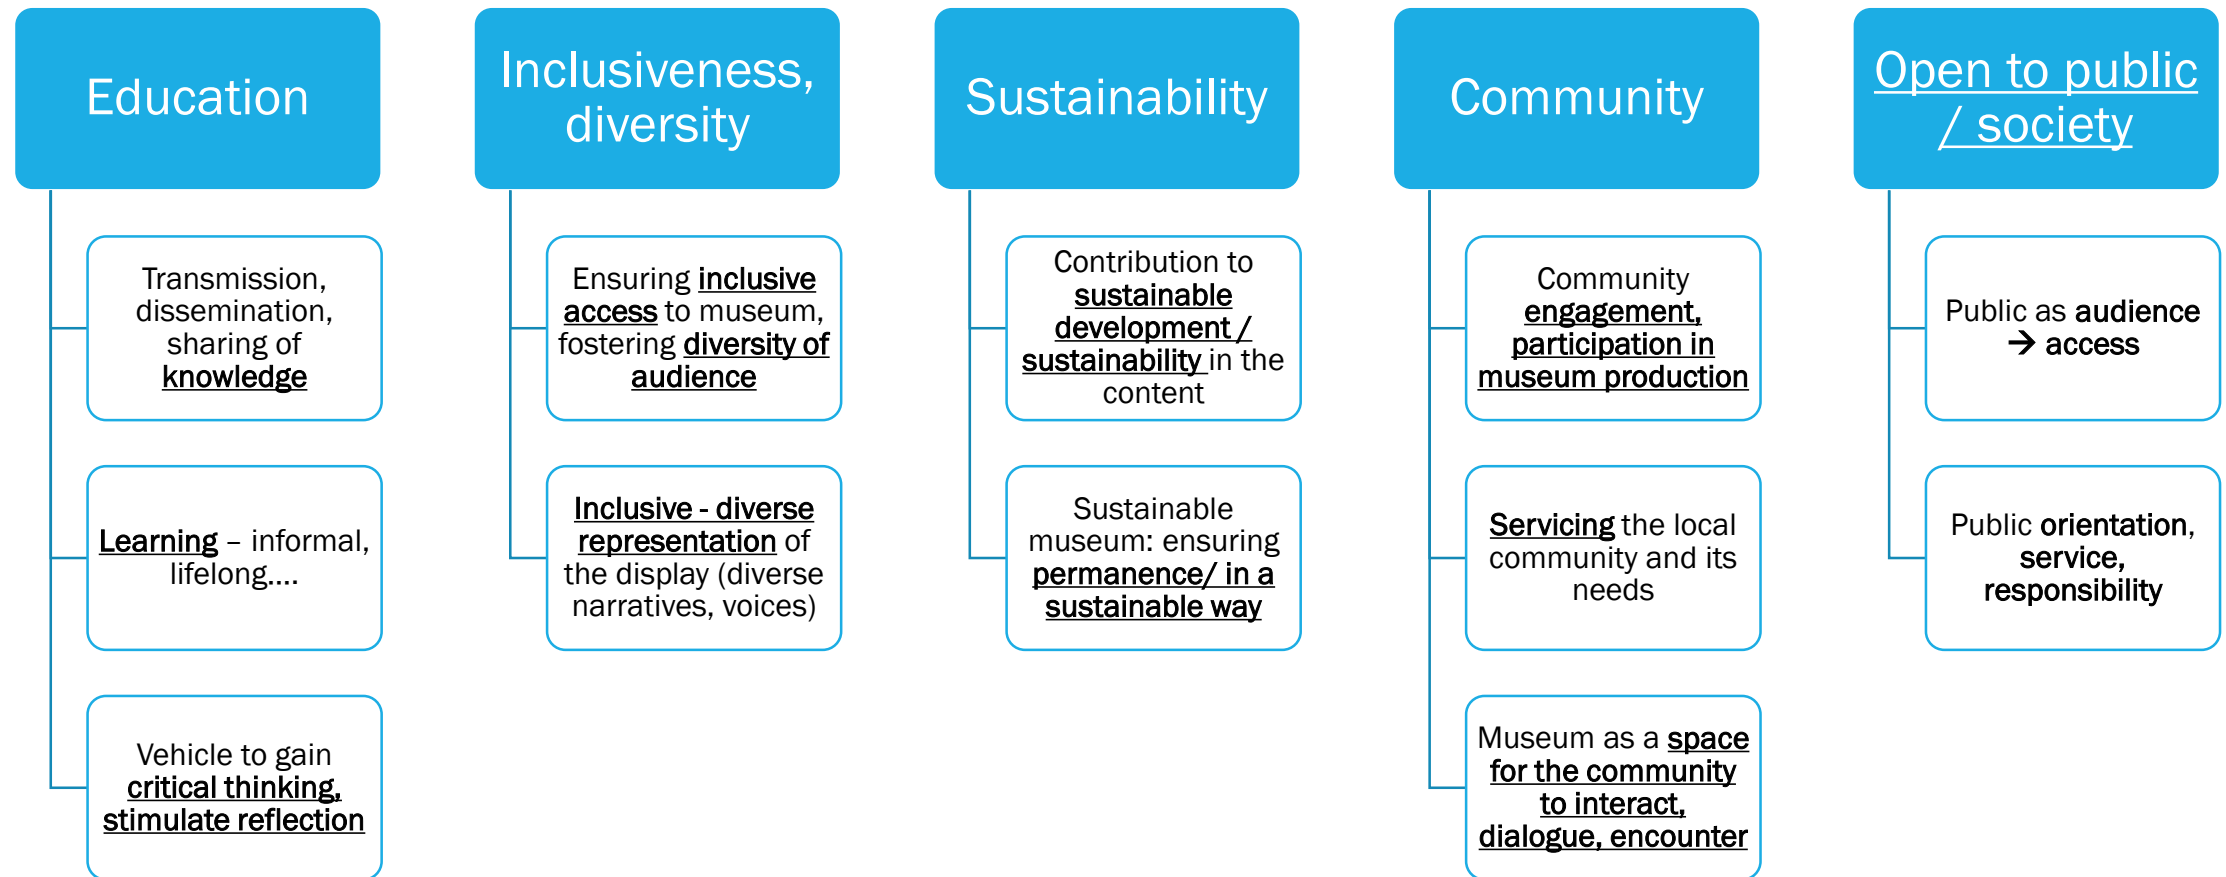 Education
Transmission,
dissemination,
sharing of
knowledge
Learning – informal,
lifelong....
Vehicle to gain
critical thinking,
stimulate reflection
Inclusiveness,
diversity
Ensuring inclusive
access to museum,
fostering diversity of
audience
Inclusive - diverse
representation of
the display (diverse
narratives, voices)
Sustainability
Contribution to
sustainable
development /
sustainability in the
content
Sustainable
museum: ensuring
permanence/ in a
sustainable way
Community
Community
engagement,
participation in
museum production
Servicing the local
community and its
needs
Museum as a space
for the community
to interact,
dialogue, encounter
Open to public
/ society
Public as audience
→ access
Public orientation,
service,
responsibility